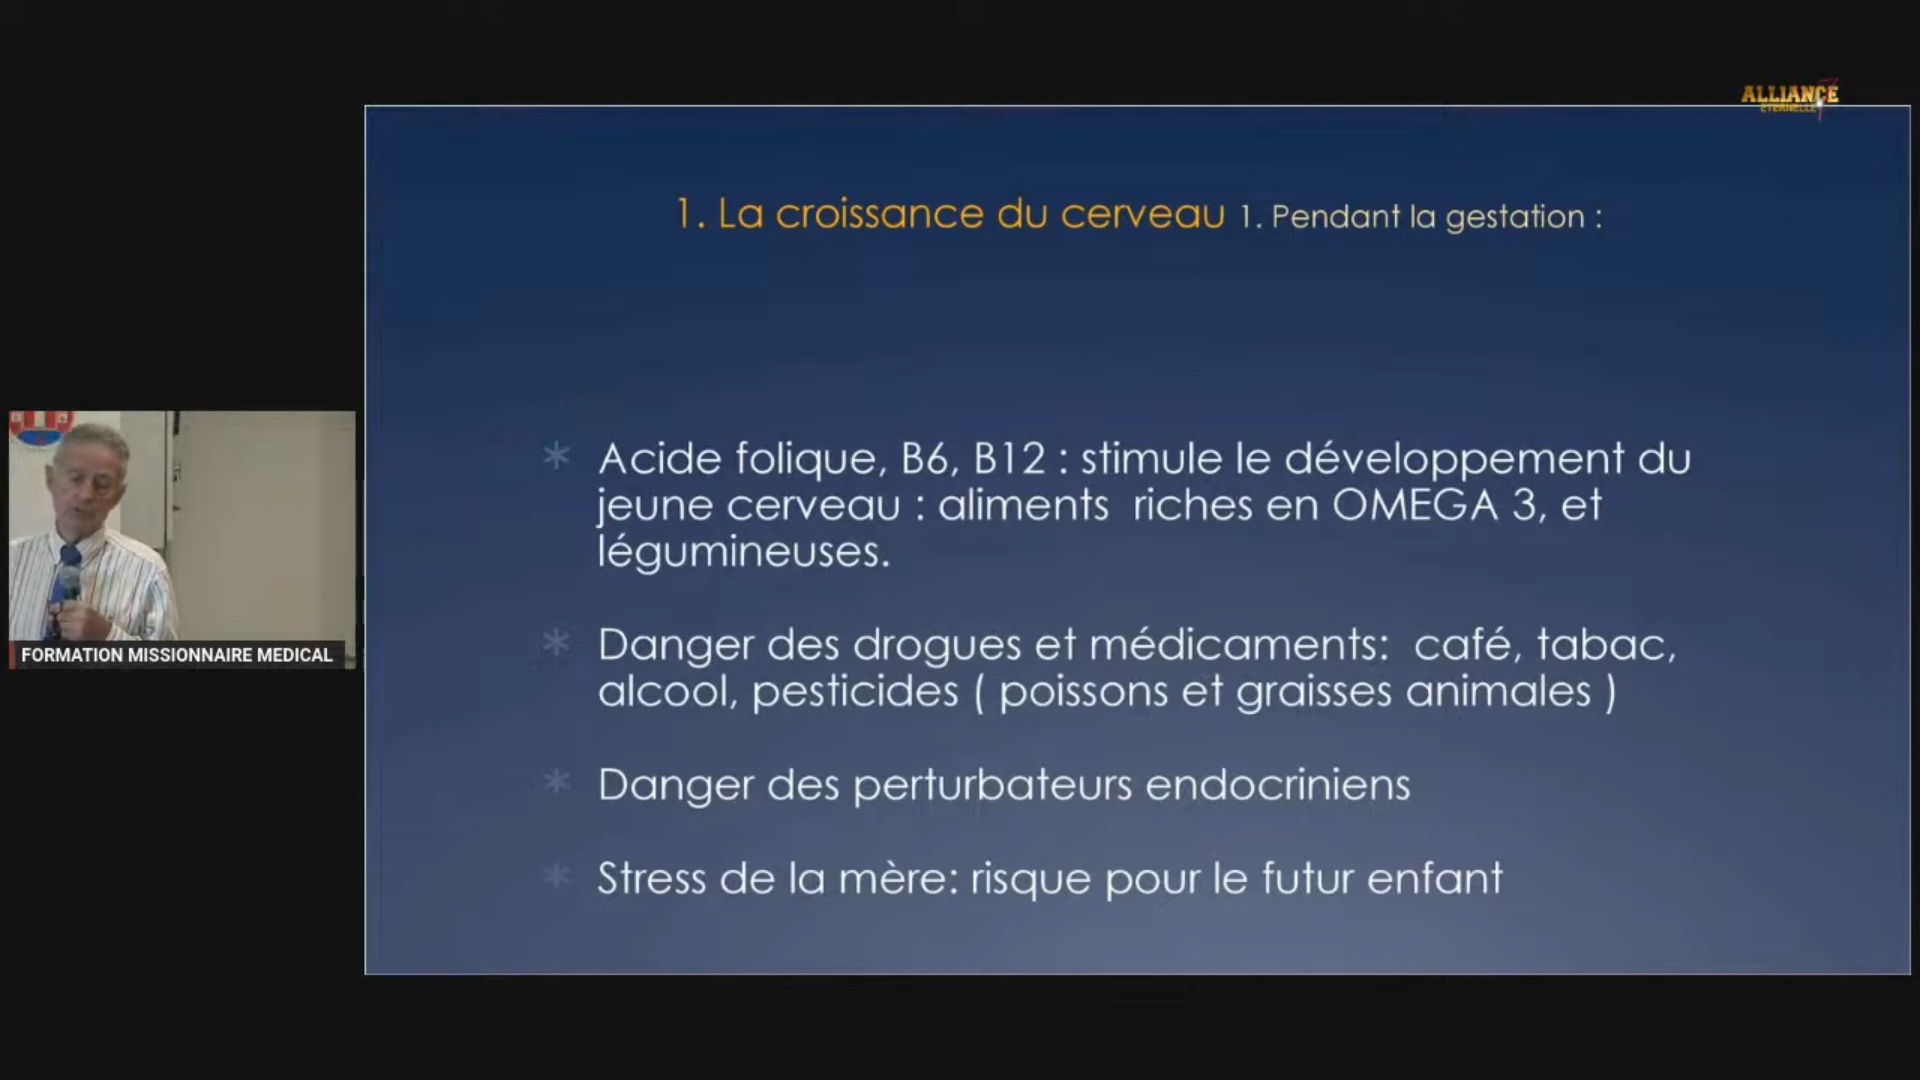 ALLIANCE
ETERNELLE
1. La croissance du cerveau 1. Pendant la gestation :
Acide folique, B6, B12 : stimule le développement du
jeune cerveau : aliments riches en OMEGA 3, et
légumineuses.
Danger des drogues et médicaments: café, tabac,
alcool, pesticides ( poissons et graisses animales )
Danger des perturbateurs endocriniens
Stress de la mère: risque pour le futur enfant
FORMATION MISSIONNAIRE MEDICAL